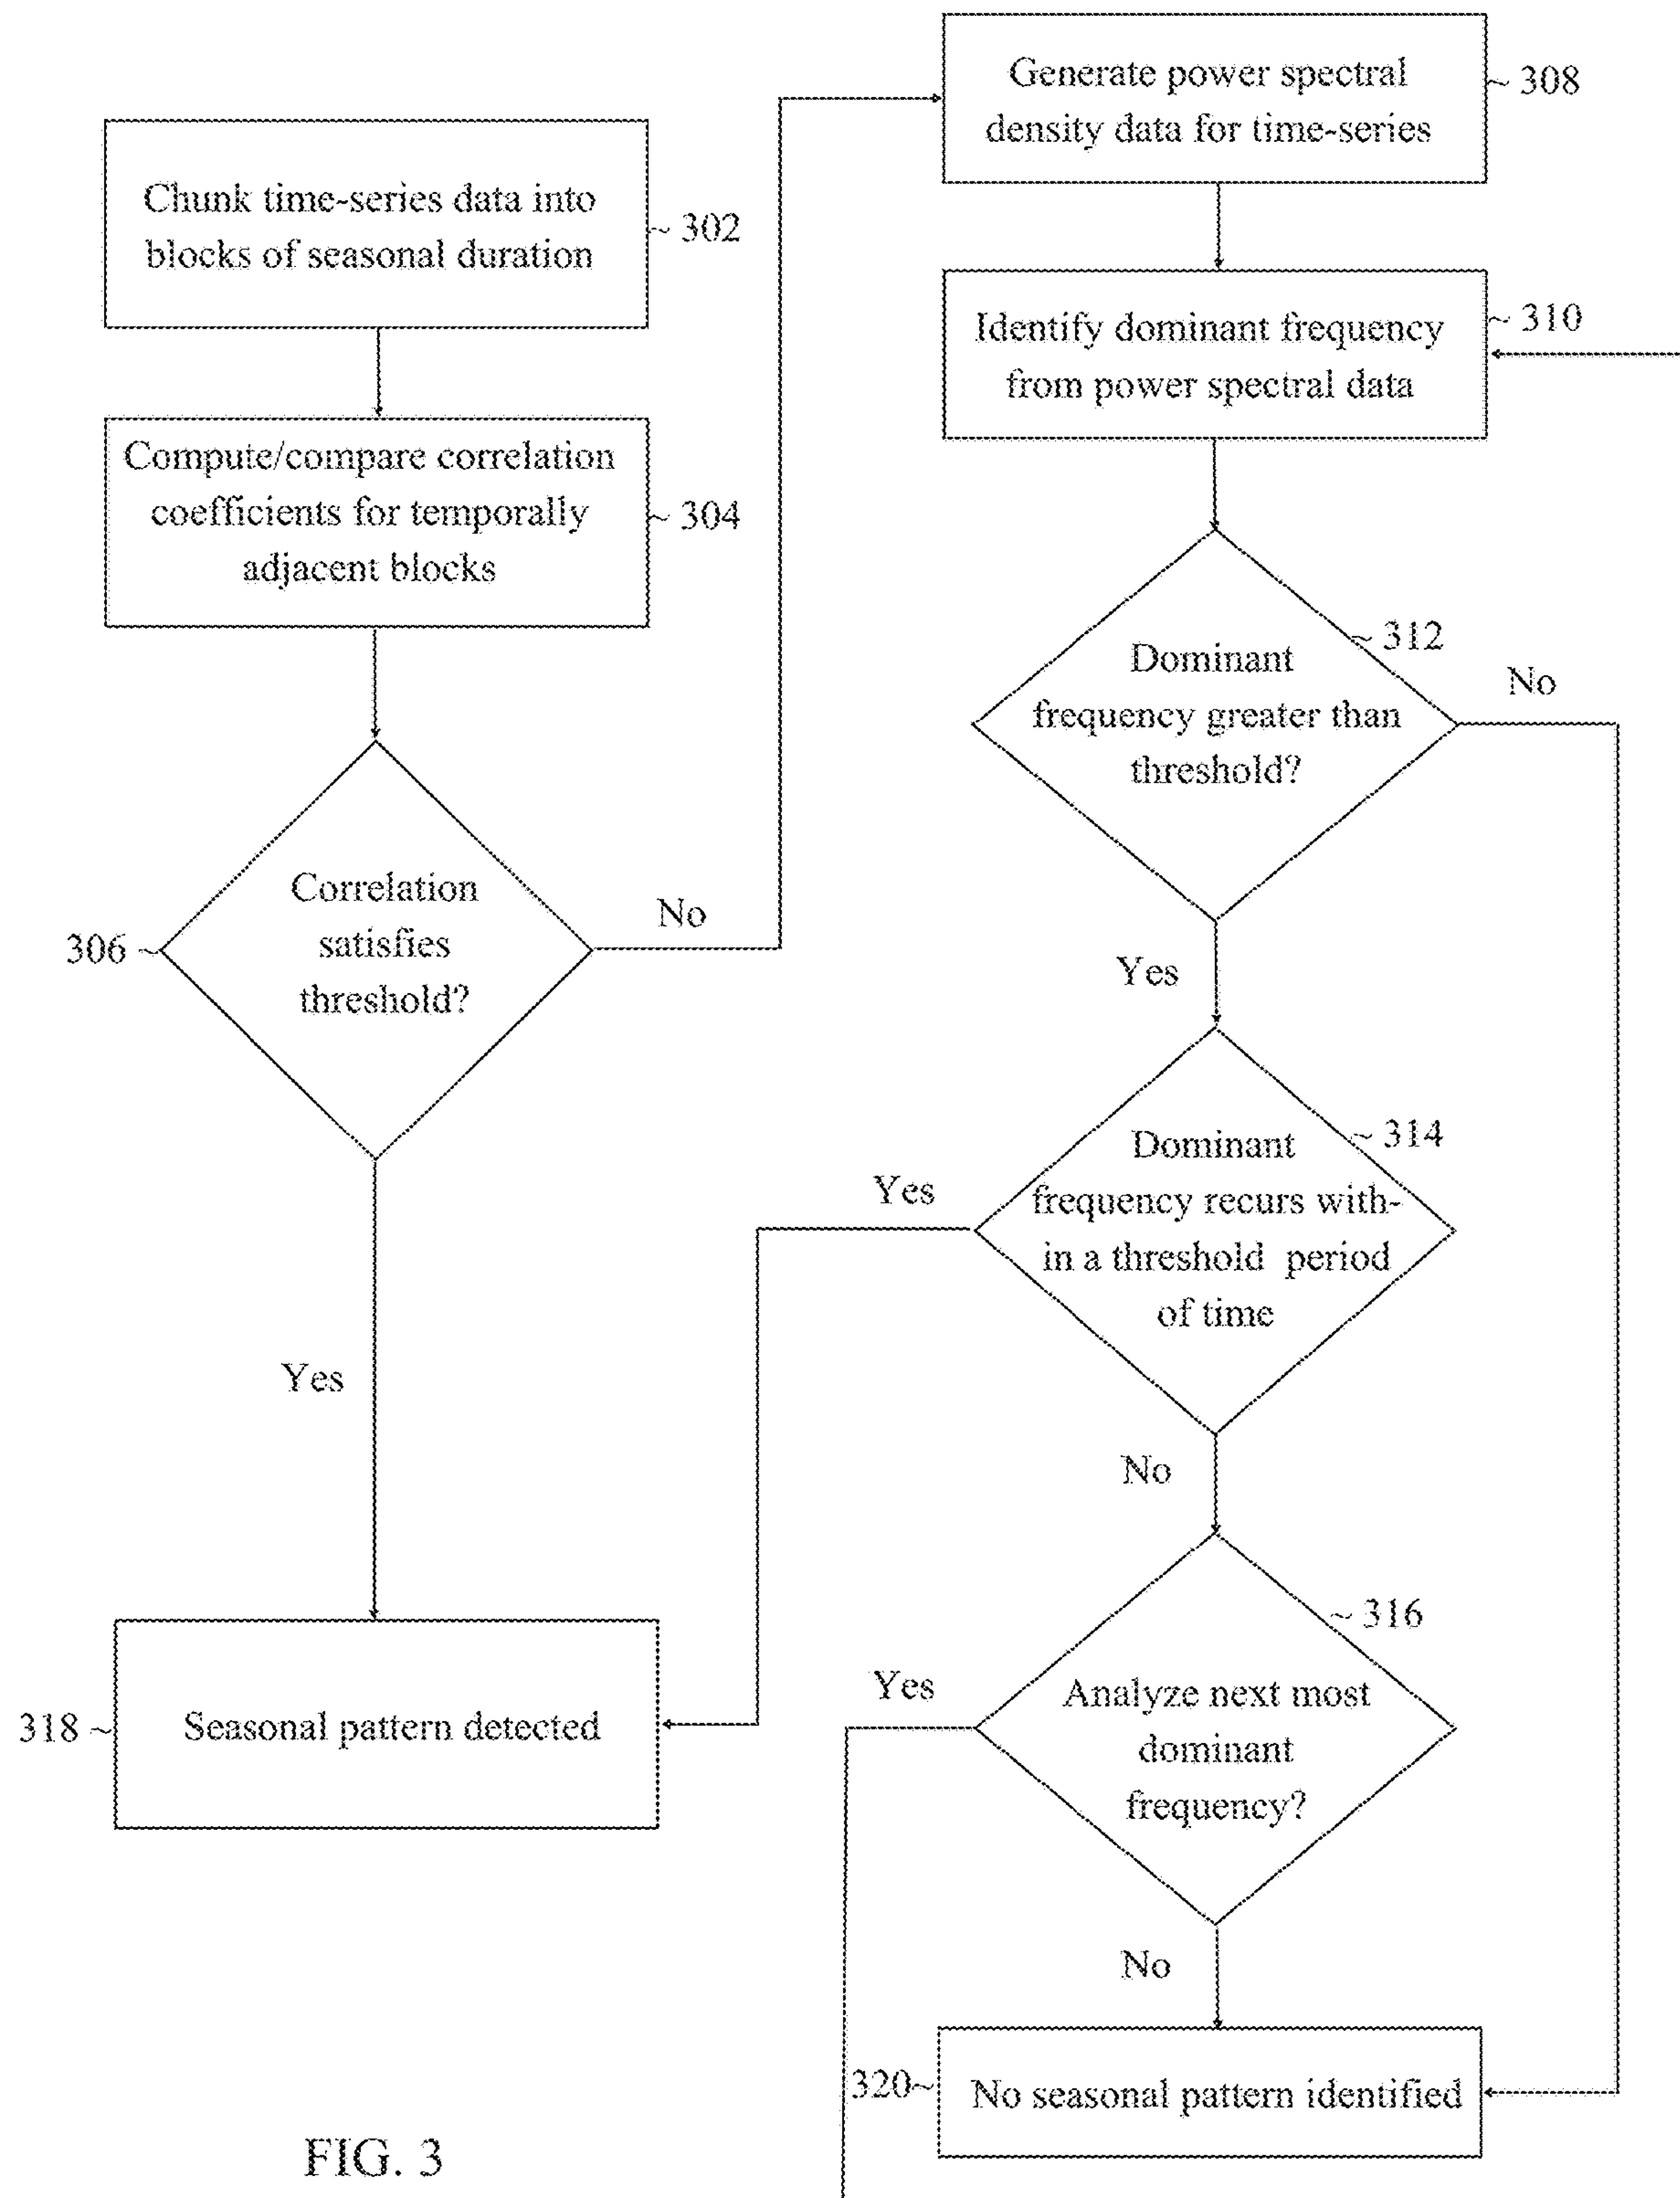 Chunk time-series data into
blocks of seasonal duration
~ 302
Compute/compare correlation
coefficients for temporally
adjacent blocks
~ 304
306 ~
Correlation
satisfies
threshold?
No
Yes
318 ~
Seasonal pattern detected
Generate power spectral
density data for time-series
~ 308
Identify dominant frequency
from power spectral data
~ 310
Dominant
frequency greater than
threshold?
~ 312
No
Yes
Dominant
frequency recurs with-
in a threshold period
of time
~ 314
Yes
No
Analyze next most
dominant
frequency?
~ 316
Yes
No
320~
No seasonal pattern identified
FIG. 3